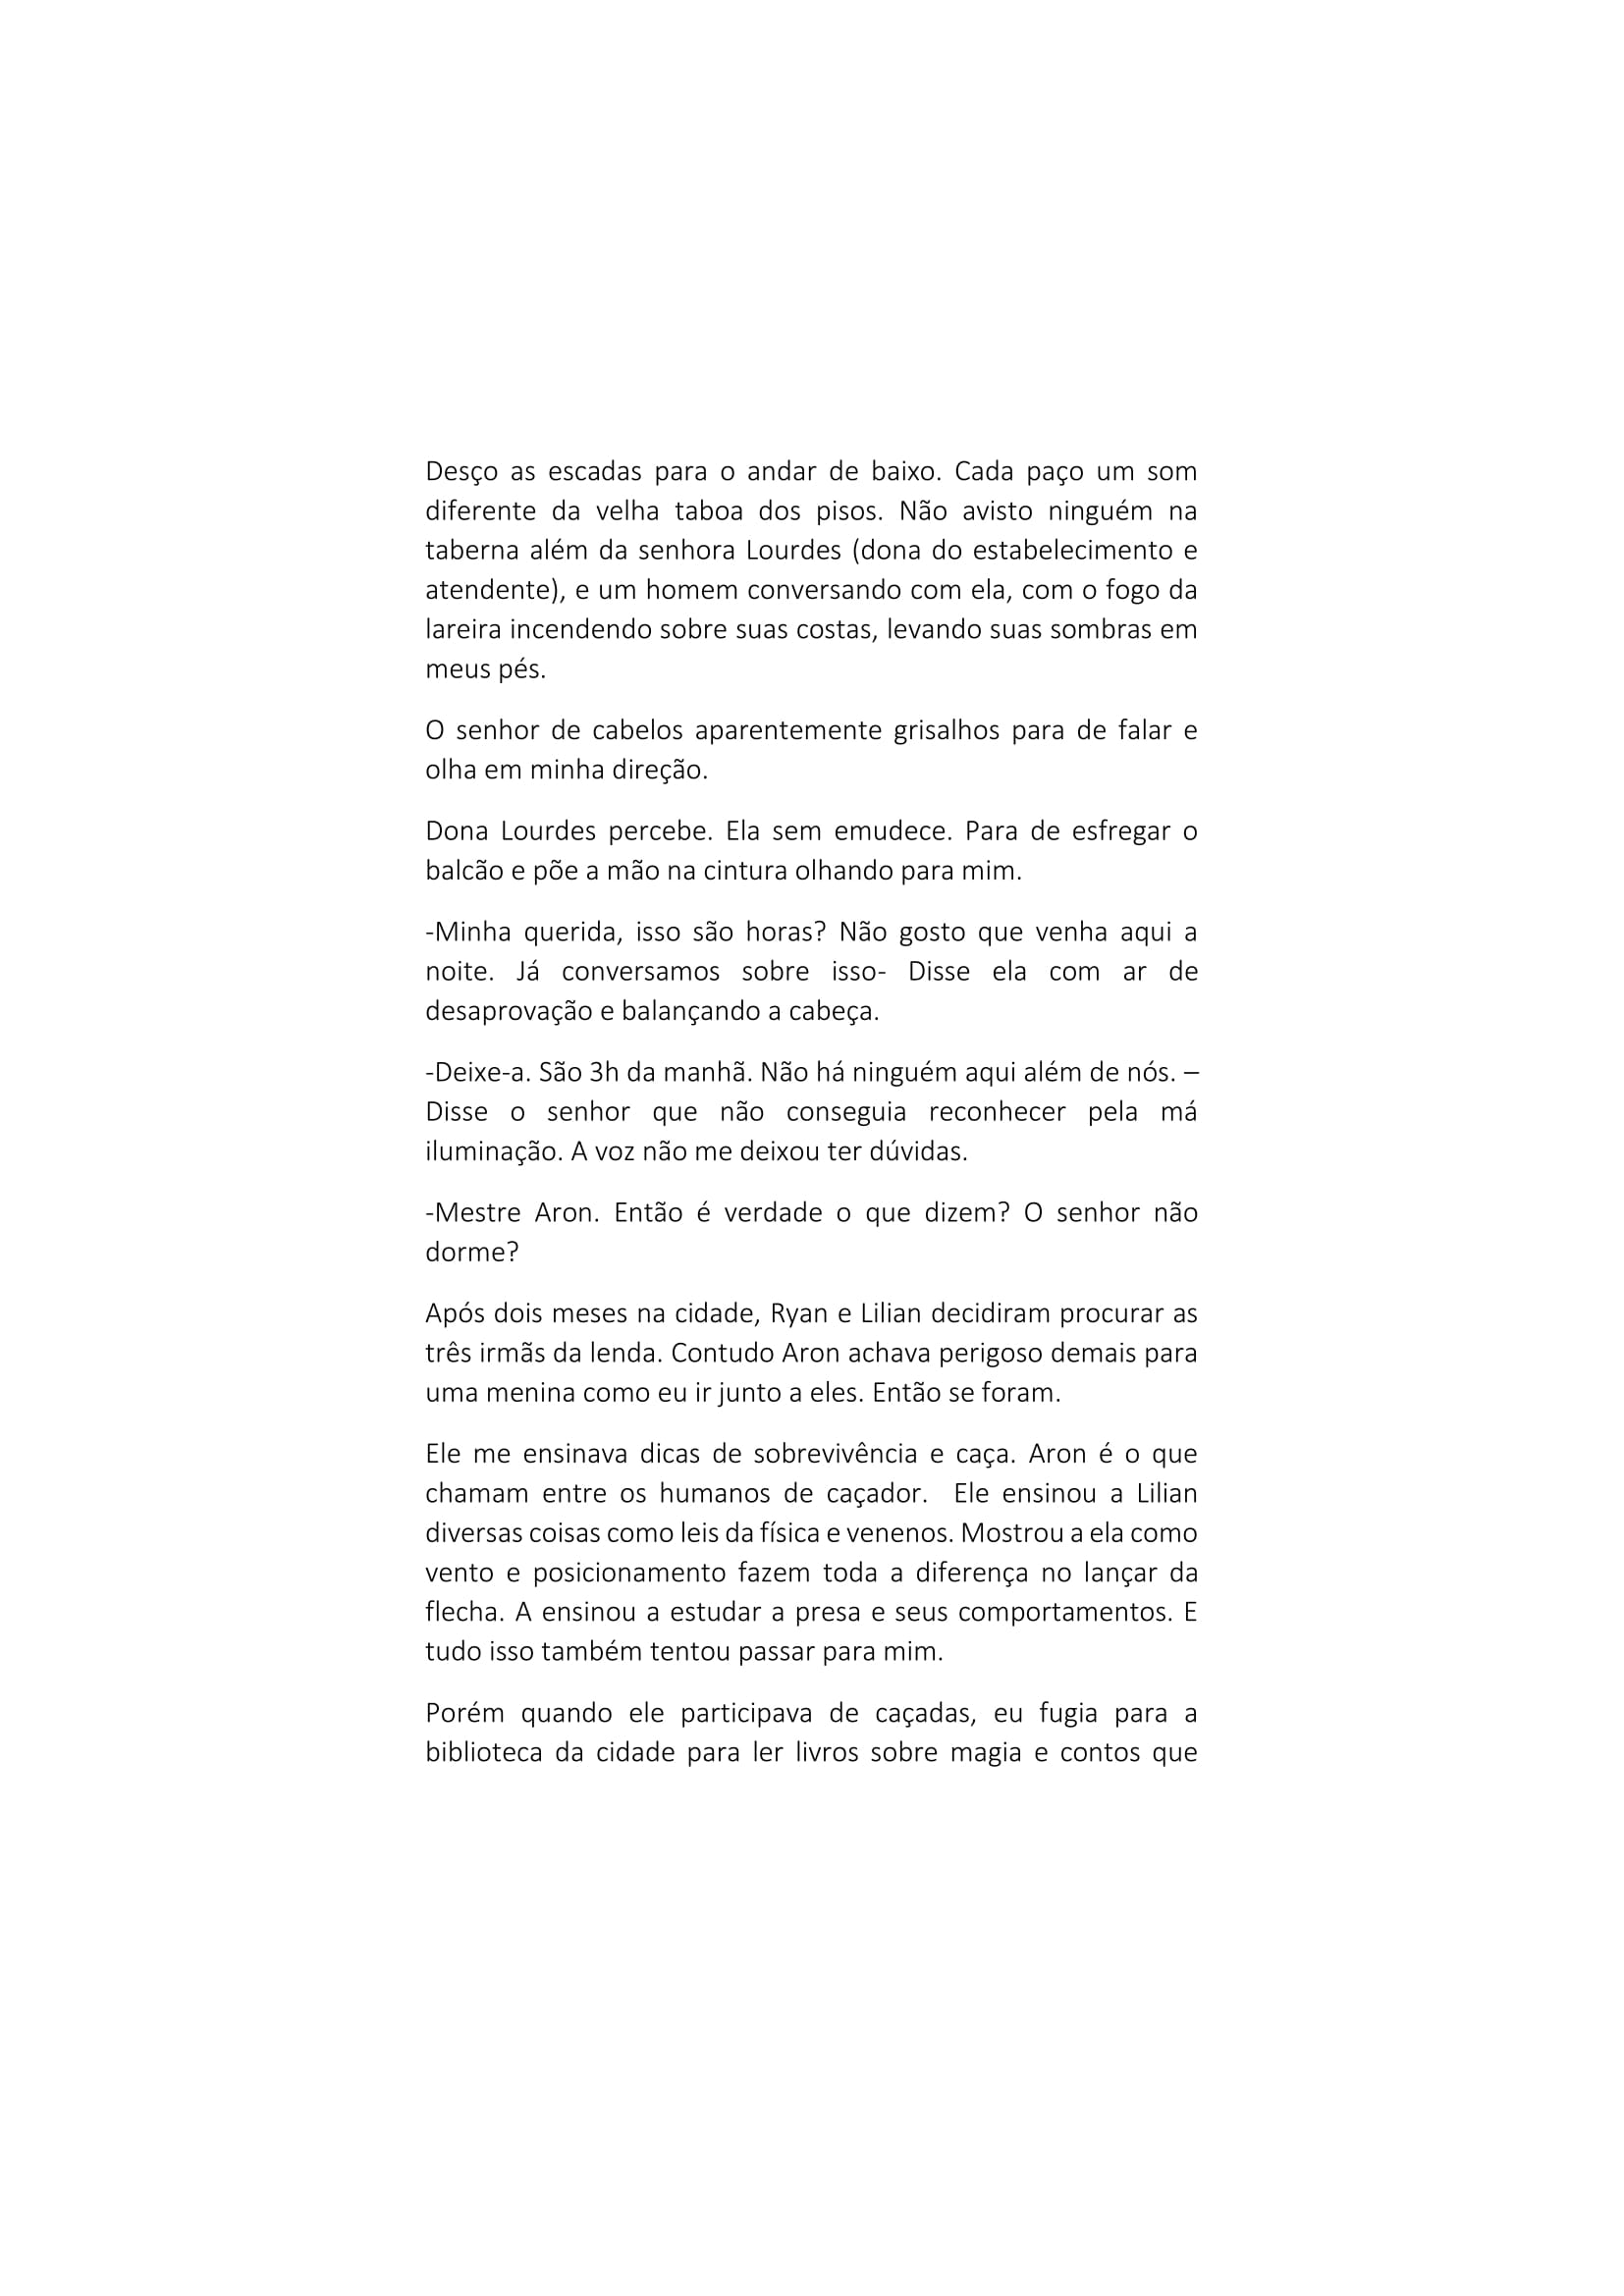 Desço as escadas para o andar de baixo. Cada paço um som
diferente da velha taboa dos pisos. Não avisto ninguém na
taberna além da senhora Lourdes (dona do estabelecimento e
atendente), e um homem conversando com ela, com o fogo da
lareira incendendo sobre suas costas, levando suas sombras em
meus pés.
O senhor de cabelos aparentemente grisalhos para de falar e
olha em minha direção.
Dona Lourdes percebe. Ela sem emudece. Para de esfregar o
balcão e põe a mão na cintura olhando para mim.
-Minha querida, isso são horas? Não gosto que venha aqui a
noite. Já conversamos sobre isso- Disse ela com ar de
desaprovação e balançando a cabeça.
-Deixe-a. São 3h da manhã. Não há ninguém aqui além de nós. –
Disse o senhor que não conseguia reconhecer pela má
iluminação. A voz não me deixou ter dúvidas.
-Mestre Aron. Então é verdade o que dizem? O senhor não
dorme?
Após dois meses na cidade, Ryan e Lilian decidiram procurar as
três irmãs da lenda. Contudo Aron achava perigoso demais para
uma menina como eu ir junto a eles. Então se foram.
Ele me ensinava dicas de sobrevivência e caça. Aron é o que
chamam entre os humanos de caçador.  Ele ensinou a Lilian
diversas coisas como leis da física e venenos. Mostrou a ela como
vento e posicionamento fazem toda a diferença no lançar da
flecha. A ensinou a estudar a presa e seus comportamentos. E
tudo isso também tentou passar para mim.
Porém quando ele participava de caçadas, eu fugia para a
biblioteca da cidade para ler livros sobre magia e contos que